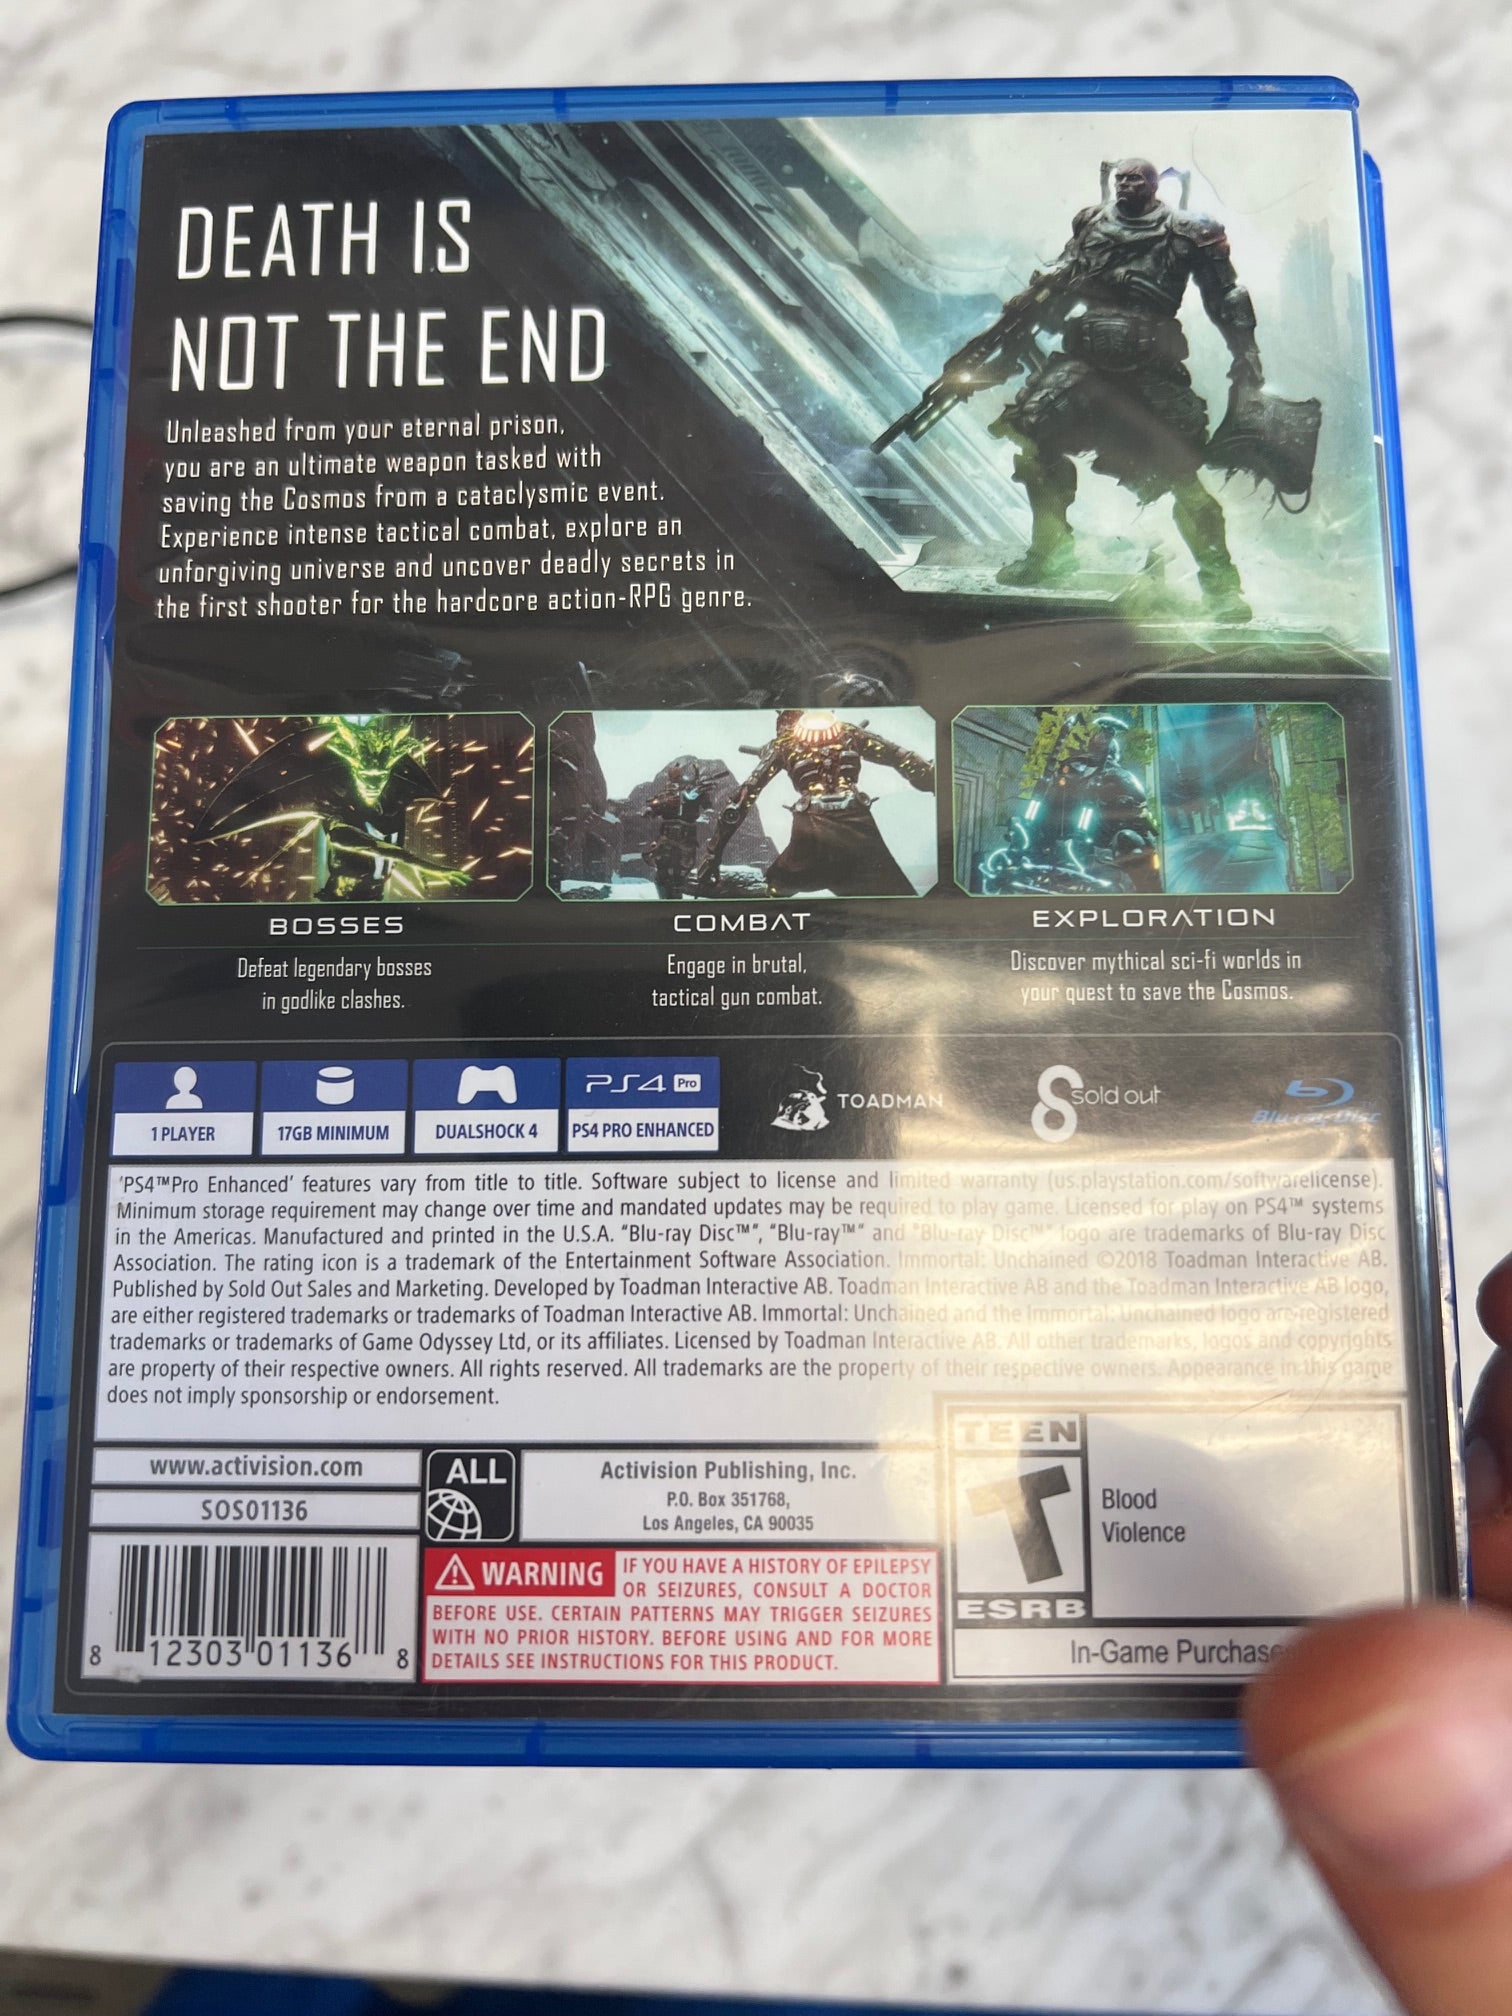 DEATH IS
NOT THE END
Unleashed from your eternal prison,
you are an ultimate weapon tasked with
saving the Cosmos from a cataclysmic event.
Experience intense tactical combat, explore an
unforgiving universe and uncover deadly secrets in
the first shooter for the hardcore action-RPG genre.
BOSSES
Defeat legendary bosses
in godlike clashes.
COMBAT
Engage in brutal,
tactical gun combat.
EXPLORATION
Discover mythical sci-fi worlds in
your quest to save the Cosmos.
1 PLAYER
17GB MINIMUM
DUALSHOCK 4
PS4 Pro
PS4 PRO ENHANCED
TOADMAN
Sold out
Blu-ray Disc
'PS4™Pro Enhanced' features vary from title to title. Software subject to license and limited warranty (us.playstation.com/softwarelicense).
Minimum storage requirement may change over time and mandated updates may be required to play game. Licensed for play on PS4™ systems
in the Americas. Manufactured and printed in the U.S.A. "Blu-ray Disc™", "Blu-ray™" and "Blu-ray Disc™" logo are trademarks of Blu-ray Disc
Association. The rating icon is a trademark of the Entertainment Software Association. Immortal: Unchained ©2018 Toadman Interactive AB.
Published by Sold Out Sales and Marketing. Developed by Toadman Interactive AB. Toadman Interactive AB and the Toadman Interactive AB logo,
are either registered trademarks or trademarks of Toadman Interactive AB. Immortal: Unchained and the Immortal: Unchained logo are registered
trademarks or trademarks of Game Odyssey Ltd, or its affiliates. Licensed by Toadman Interactive AB. All other trademarks, logos and copyrights
are property of their respective owners. All rights reserved. All trademarks are the property of their respective owners. Appearance in this game
does not imply sponsorship or endorsement.
www.activision.com
SOS01136
ALL
Activision Publishing, Inc.
P.O. Box 351768,
Los Angeles, CA 90035
8 12303 01136 8
WARNING IF YOU HAVE A HISTORY OF EPILEPSY
OR SEIZURES, CONSULT A DOCTOR
BEFORE USE. CERTAIN PATTERNS MAY TRIGGER SEIZURES
WITH NO PRIOR HISTORY. BEFORE USING AND FOR MORE
DETAILS SEE INSTRUCTIONS FOR THIS PRODUCT.
TEEN
T
ESRB
Blood
Violence
In-Game